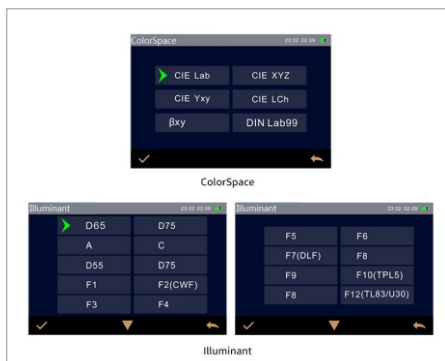 ColorSpace 23:32 02.09
CIE Lab CIE XYZ
CIE Yxy CIE LCh
βxy DIN Lab99
ColorSpace
Illuminant 23:32 02.09
D65 D75
A C
D55 D75
F1 F2(CWF)
F3 F4
Illuminant 23:32 02.09
F5 F6
F7(DLF) F8
F9 F10(TPL5)
F8 F12(TL83/U30)
Illuminant